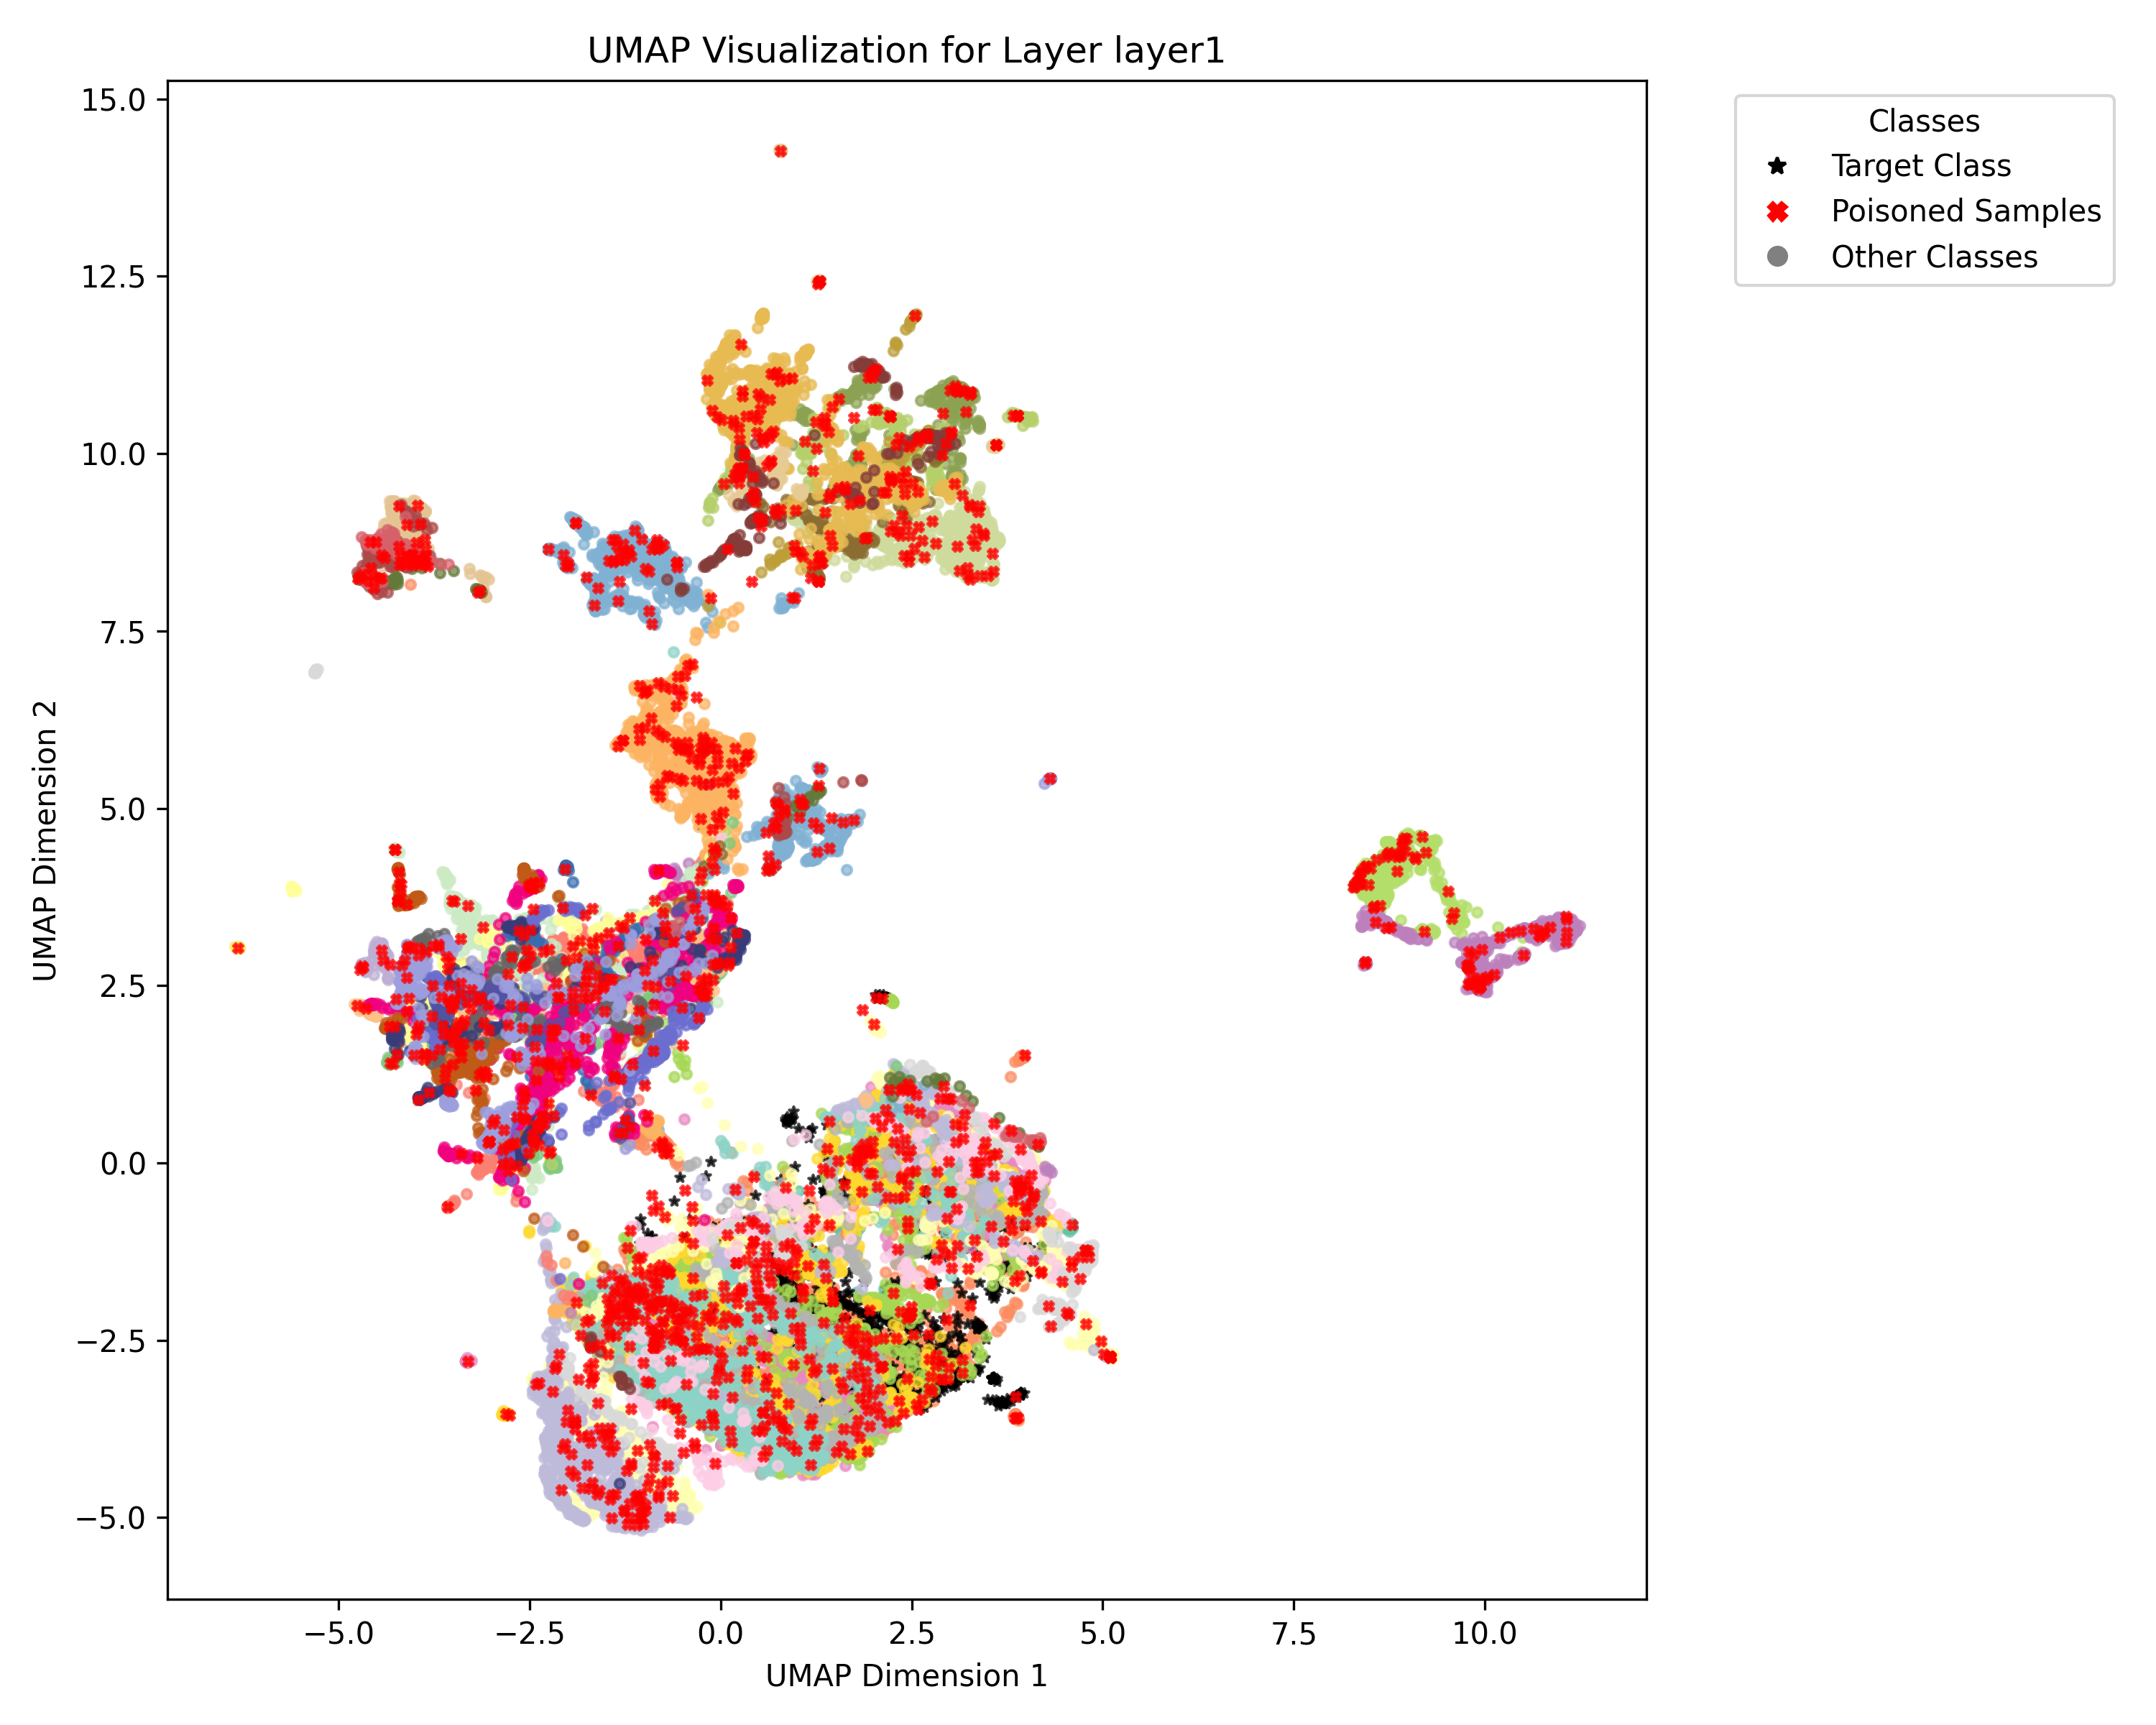 UMAP Visualization for Layer layer1
Classes
Target Class
Poisoned Samples
Other Classes
15.0
12.5
10.0
7.5
5.0
2.5
0.0
−2.5
−5.0
UMAP Dimension 2
−5.0
−2.5
0.0
2.5
5.0
7.5
10.0
UMAP Dimension 1